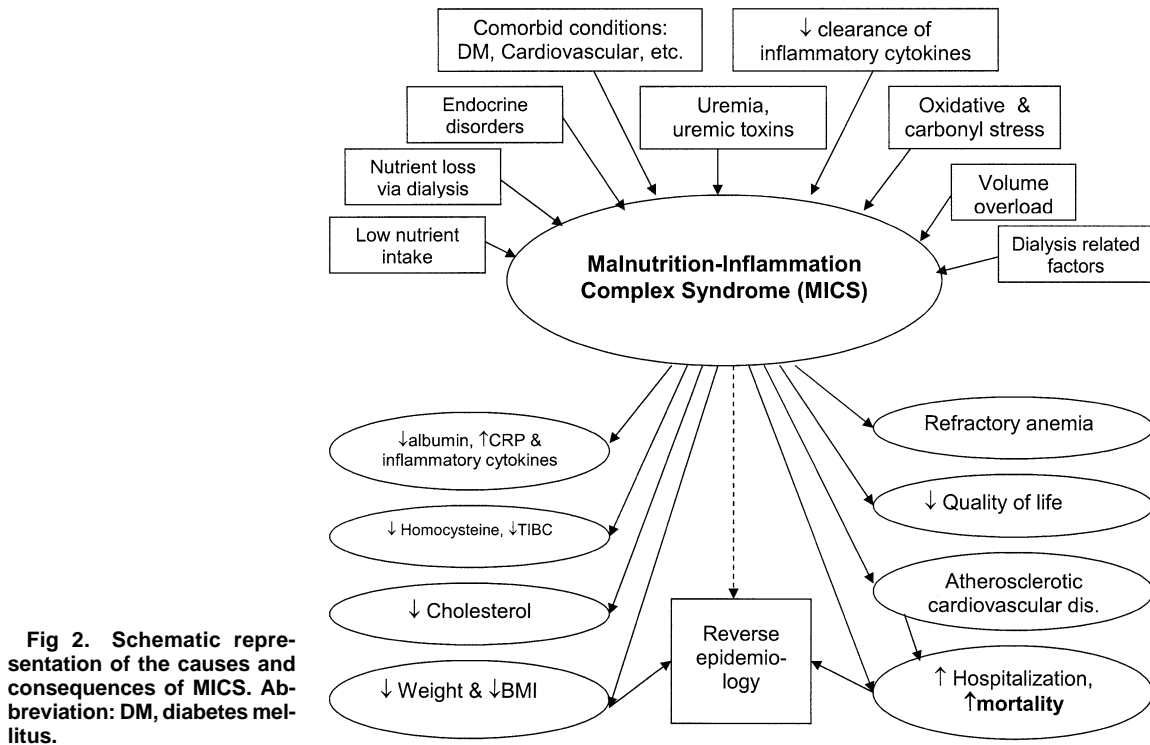 Comorbid conditions:
DM, Cardiovascular, etc.
↓ clearance of
inflammatory cytokines
Endocrine
disorders
Uremia,
uremic toxins
Oxidative &
carbonyl stress
Nutrient loss
via dialysis
Volume
overload
Low nutrient
intake
Dialysis related
factors
Malnutrition-Inflammation
Complex Syndrome (MICS)
↓albumin, ↑CRP &
inflammatory cytokines
Refractory anemia
↓ Homocysteine, ↓TIBC
↓ Quality of life
↓ Cholesterol
Atherosclerotic
cardiovascular dis.
Reverse
epidemio-
logy
↓ Weight & ↓BMI
↑ Hospitalization,
↑mortality
Fig 2. Schematic repre-
sentation of the causes and
consequences of MICS. Ab-
breviation: DM, diabetes mel-
litus.